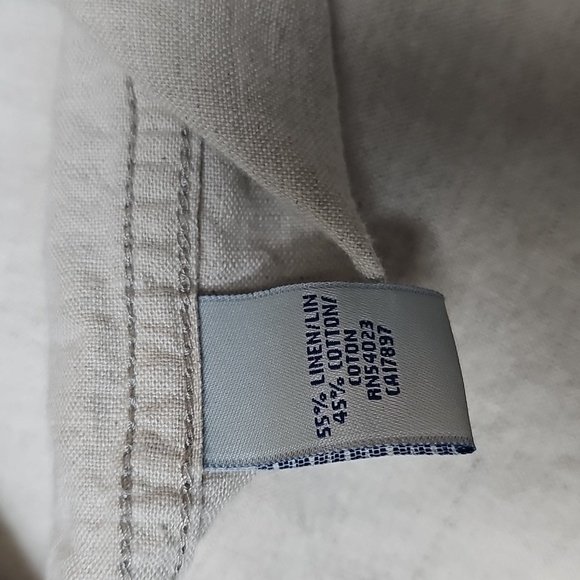 55% LINEN/LIN
45% COTTON/
COTON
RN54023
CA17897